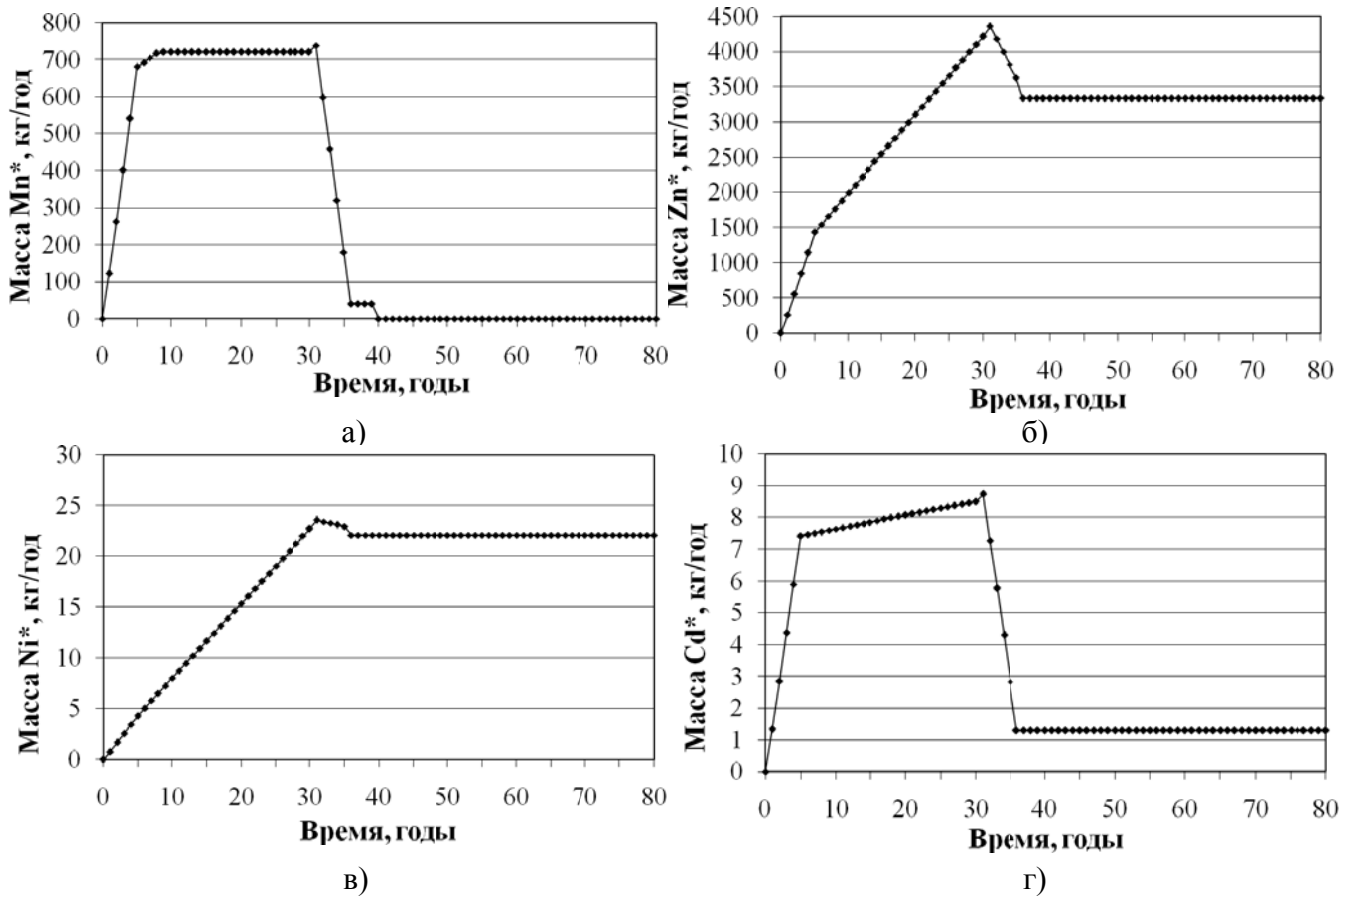 Масса Mn*, кг/год
800
700
600
500
400
300
200
100
0
0 10 20 30 40 50 60 70 80
Время, годы
а)
Масса Zn*, кг/год
4500
4000
3500
3000
2500
2000
1500
1000
500
0
0 10 20 30 40 50 60 70 80
Время, годы
б)
Масса Ni*, кг/год
30
25
20
15
10
5
0
0 10 20 30 40 50 60 70 80
Время, годы
в)
Масса Cd*, кг/год
10
9
8
7
6
5
4
3
2
1
0
0 10 20 30 40 50 60 70 80
Время, годы
г)